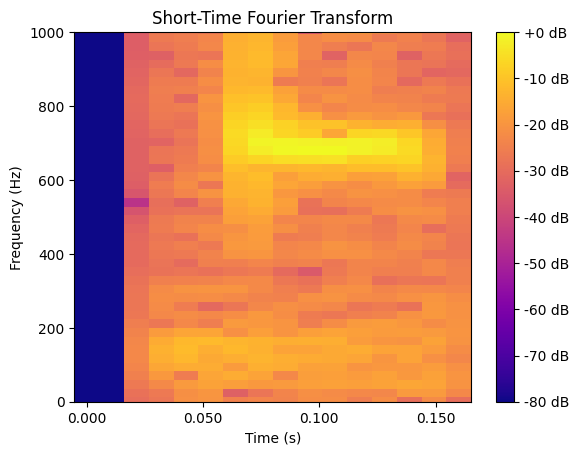 Short-Time Fourier Transform
1000
800
600
400
200
0
Frequency (Hz)
0.000
0.050
0.100
0.150
Time (s)
+0 dB
-10 dB
-20 dB
-30 dB
-40 dB
-50 dB
-60 dB
-70 dB
-80 dB